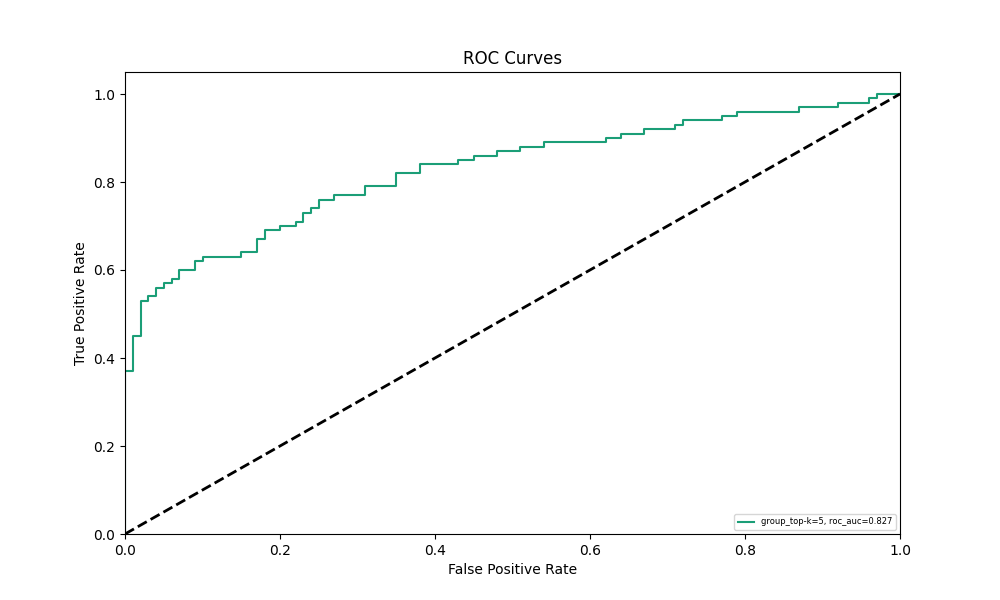 ROC Curves
True Positive Rate
1.0
0.8
0.6
0.4
0.2
0.0
group_top-k=5, roc_auc=0.827
0.0 0.2 0.4 0.6 0.8 1.0
False Positive Rate